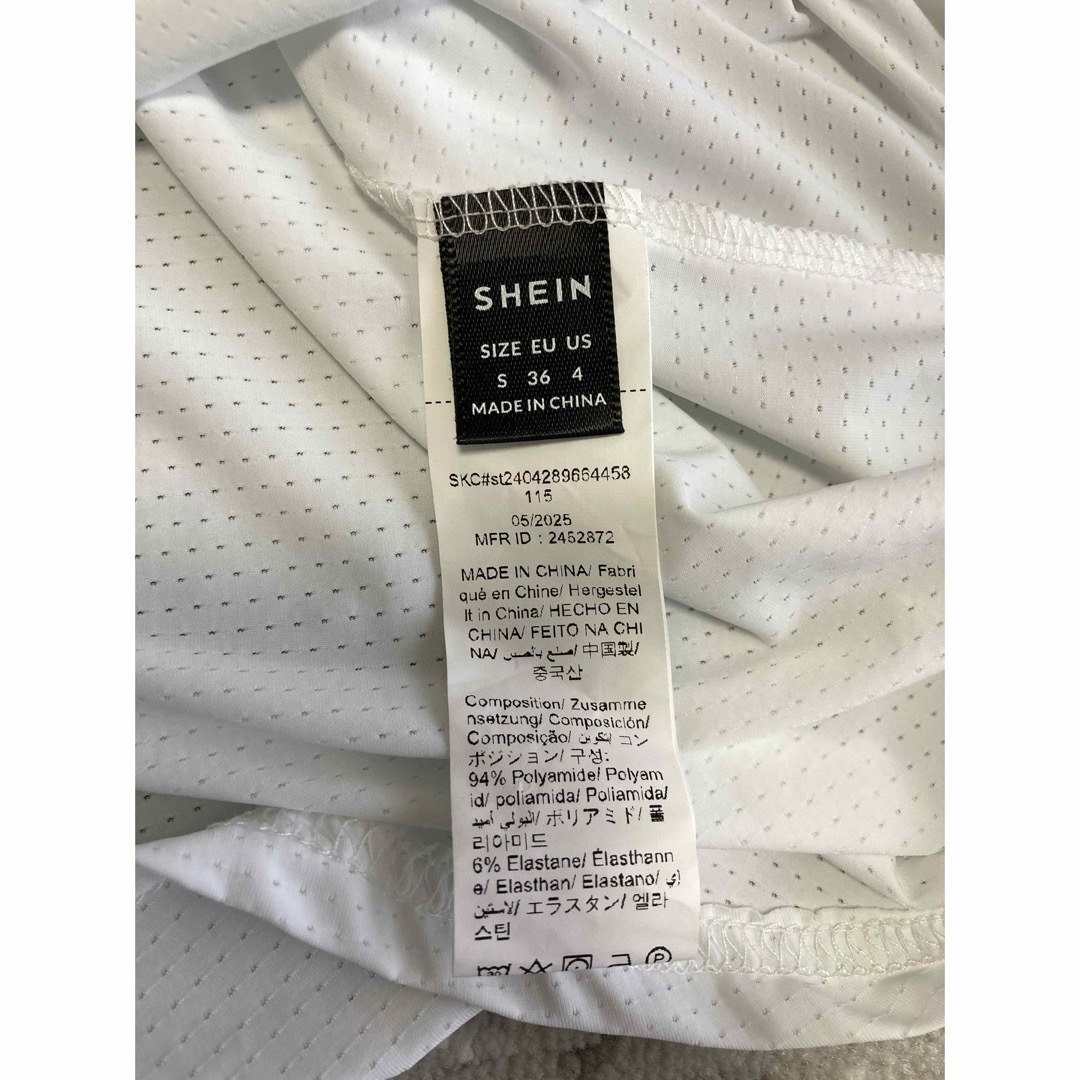 SHEIN
SIZE EU US
S 36 4
MADE IN CHINA
SKC#st2404289664458
115
05/2025
MFR ID : 2452872
MADE IN CHINA/ Fabri
qué en Chine/ Hergestel
lt in China/ HECHO EN
CHINA/ FEITO NA CHI
NA/ صنع بالصين/ 中国製/
중국산
Composition/ Zusamme
nsetzung/ Composición/
Composição/ تكوين/ コン
ポジション/ 구성:
94% Polyamide/ Polyam
id/ poliamida/ Poliamida/
البولي أميد/ ポリアミド/ 폴
리아미드
6% Elastane/ Élasthann
e/ Elasthan/ Elastano/ إي
لاستين/ エラスタン/ 엘라
스틴
P